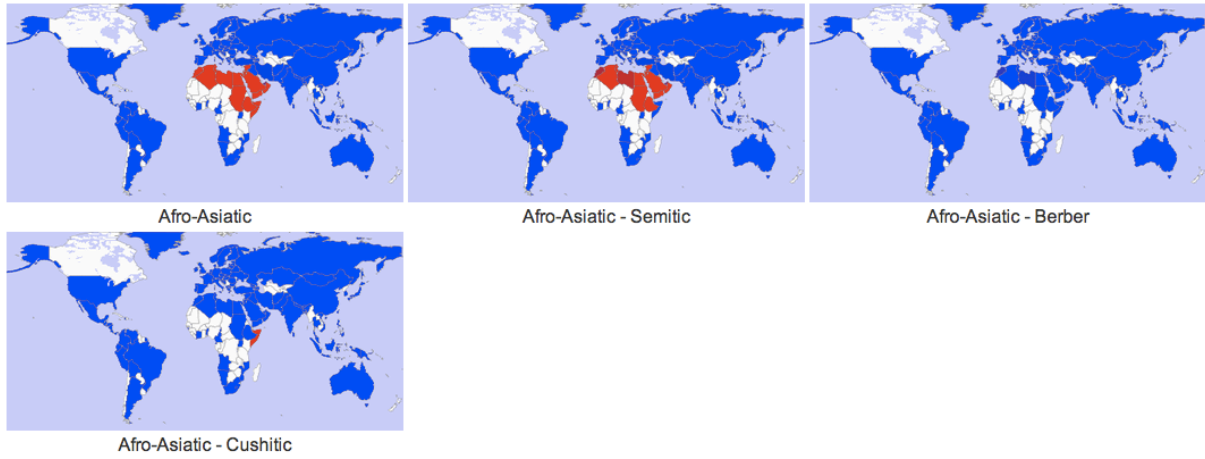 Afro-Asiatic
Afro-Asiatic - Semitic
Afro-Asiatic - Berber
Afro-Asiatic - Cushitic